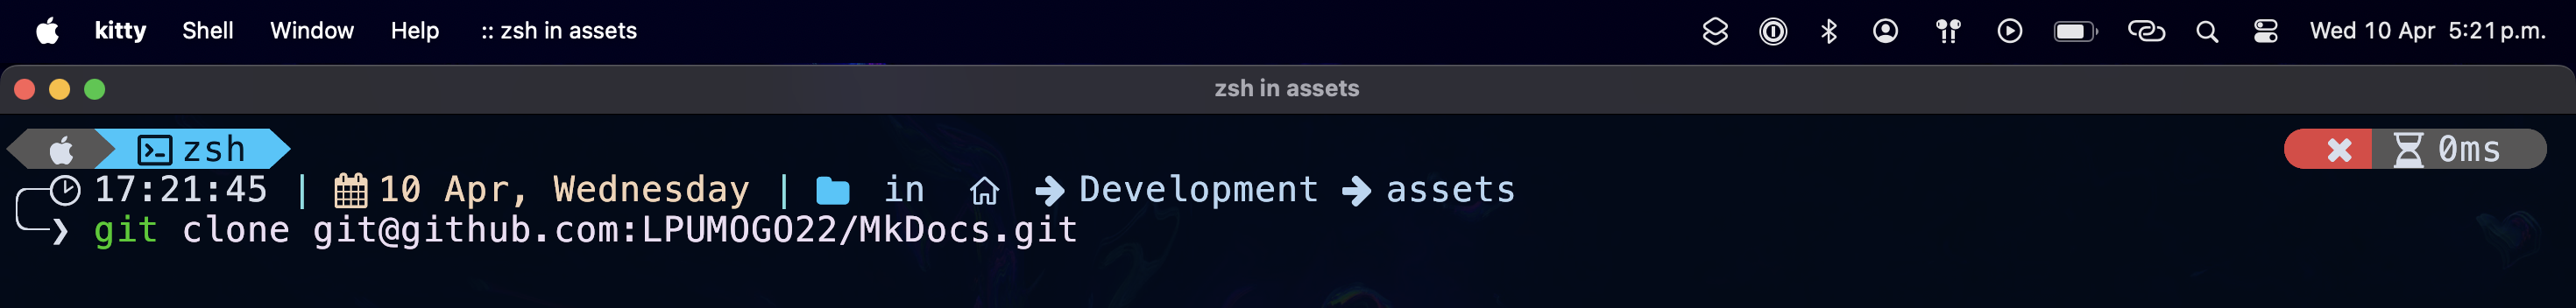 kitty Shell Window Help :: zsh in assets Wed 10 Apr 5:21 p.m.
zsh in assets
zsh 0ms
17:21:45 | 10 Apr, Wednesday | in Development assets
❯ git clone git@github.com:LPUMOGO22/MkDocs.git